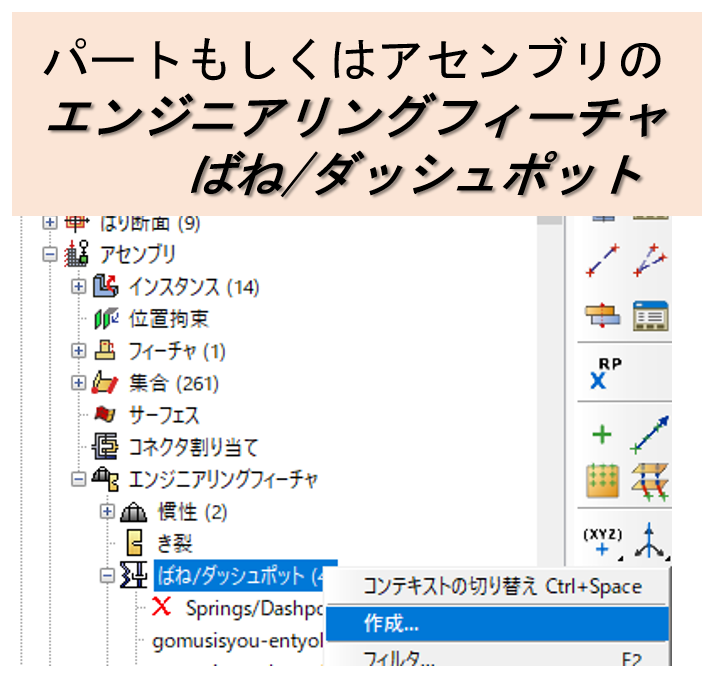 パートもしくはアセンブリの
エンジニアリングフィーチャ
ばね/ダッシュポット
はり断面 (9)
アセンブリ
インスタンス (14)
位置拘束
フィーチャ (1)
集合 (261)
サーフェス
コネクタ割り当て
エンジニアリングフィーチャ
慣性 (2)
き裂
ばね/ダッシュポット (4
Springs/Dashpo
gomusisyou-entyol
コンテキストの切り替え Ctrl+Space
作成...
フィルタ... F2
RP
X
(XYZ)